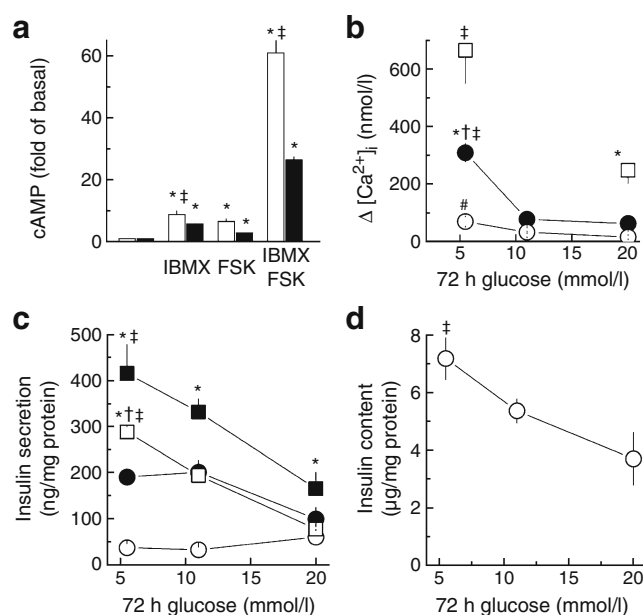 a
cAMP (fold of basal)
60
40
20
0
*‡
*
*
*
*‡
*
IBMX
FSK
IBMX
FSK
b
Δ [Ca²⁺]ᵢ (nmol/l)
600
400
300
200
100
0
‡
*†‡
#
*
5
10
15
20
72 h glucose (mmol/l)
c
Insulin secretion
(ng/mg protein)
500
400
300
200
100
0
*‡
*
*
*†‡
5
10
15
20
72 h glucose (mmol/l)
d
Insulin content
(µg/mg protein)
8
6
4
2
0
‡
5
10
15
20
72 h glucose (mmol/l)